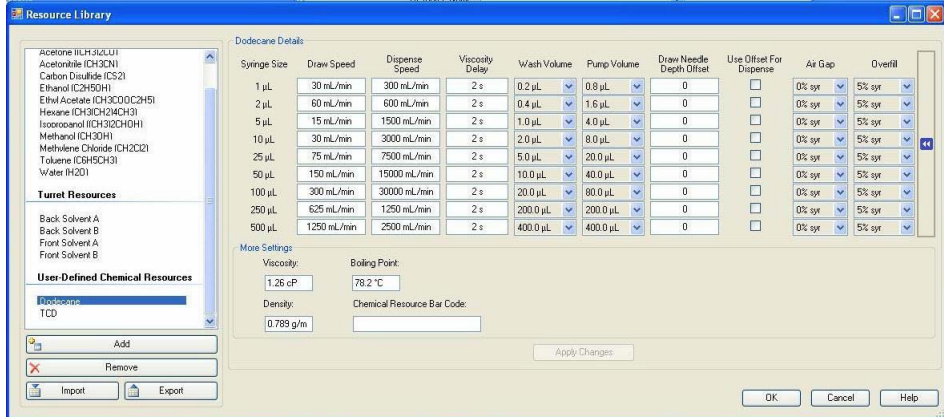 Resource Library
Acetone ((CH3)2CO)
Acetonitrile (CH3CN)
Carbon Disulfide (CS2)
Ethanol (C2H5OH)
Ethyl Acetate (CH3COOC2H5)
Hexane (CH3(CH2)4CH3)
Isopropanol ((CH3)2CHOH)
Methanol (CH3OH)
Methylene Chloride (CH2Cl2)
Toluene (C6H5CH3)
Water (H2O)
Turret Resources
Back Solvent A
Back Solvent B
Front Solvent A
Front Solvent B
User-Defined Chemical Resources
Dodecane
TCD
Add
Remove
Import Export
Dodecane Details
Syringe Size Draw Speed Dispense Speed Viscosity Delay Wash Volume Pump Volume Draw Needle Depth Offset Use Offset For Dispense Air Gap Overfill
1 µL 30 mL/min 300 mL/min 2 s 0.2 µL 0.8 µL 0 0% syr 5% syr
2 µL 60 mL/min 600 mL/min 2 s 0.4 µL 1.6 µL 0 0% syr 5% syr
5 µL 15 mL/min 1500 mL/min 2 s 1.0 µL 4.0 µL 0 0% syr 5% syr
10 µL 30 mL/min 3000 mL/min 2 s 2.0 µL 8.0 µL 0 0% syr 5% syr
25 µL 75 mL/min 7500 mL/min 2 s 5.0 µL 20.0 µL 0 0% syr 5% syr
50 µL 150 mL/min 15000 mL/min 2 s 10.0 µL 40.0 µL 0 0% syr 5% syr
100 µL 300 mL/min 30000 mL/min 2 s 20.0 µL 80.0 µL 0 0% syr 5% syr
250 µL 625 mL/min 1250 mL/min 2 s 200.0 µL 200.0 µL 0 0% syr 5% syr
500 µL 1250 mL/min 2500 mL/min 2 s 400.0 µL 400.0 µL 0 0% syr 5% syr
More Settings
Viscosity: Boiling Point:
1.26 cP 78.2 °C
Density: Chemical Resource Bar Code:
0.789 g/m
Apply Changes
OK Cancel Help